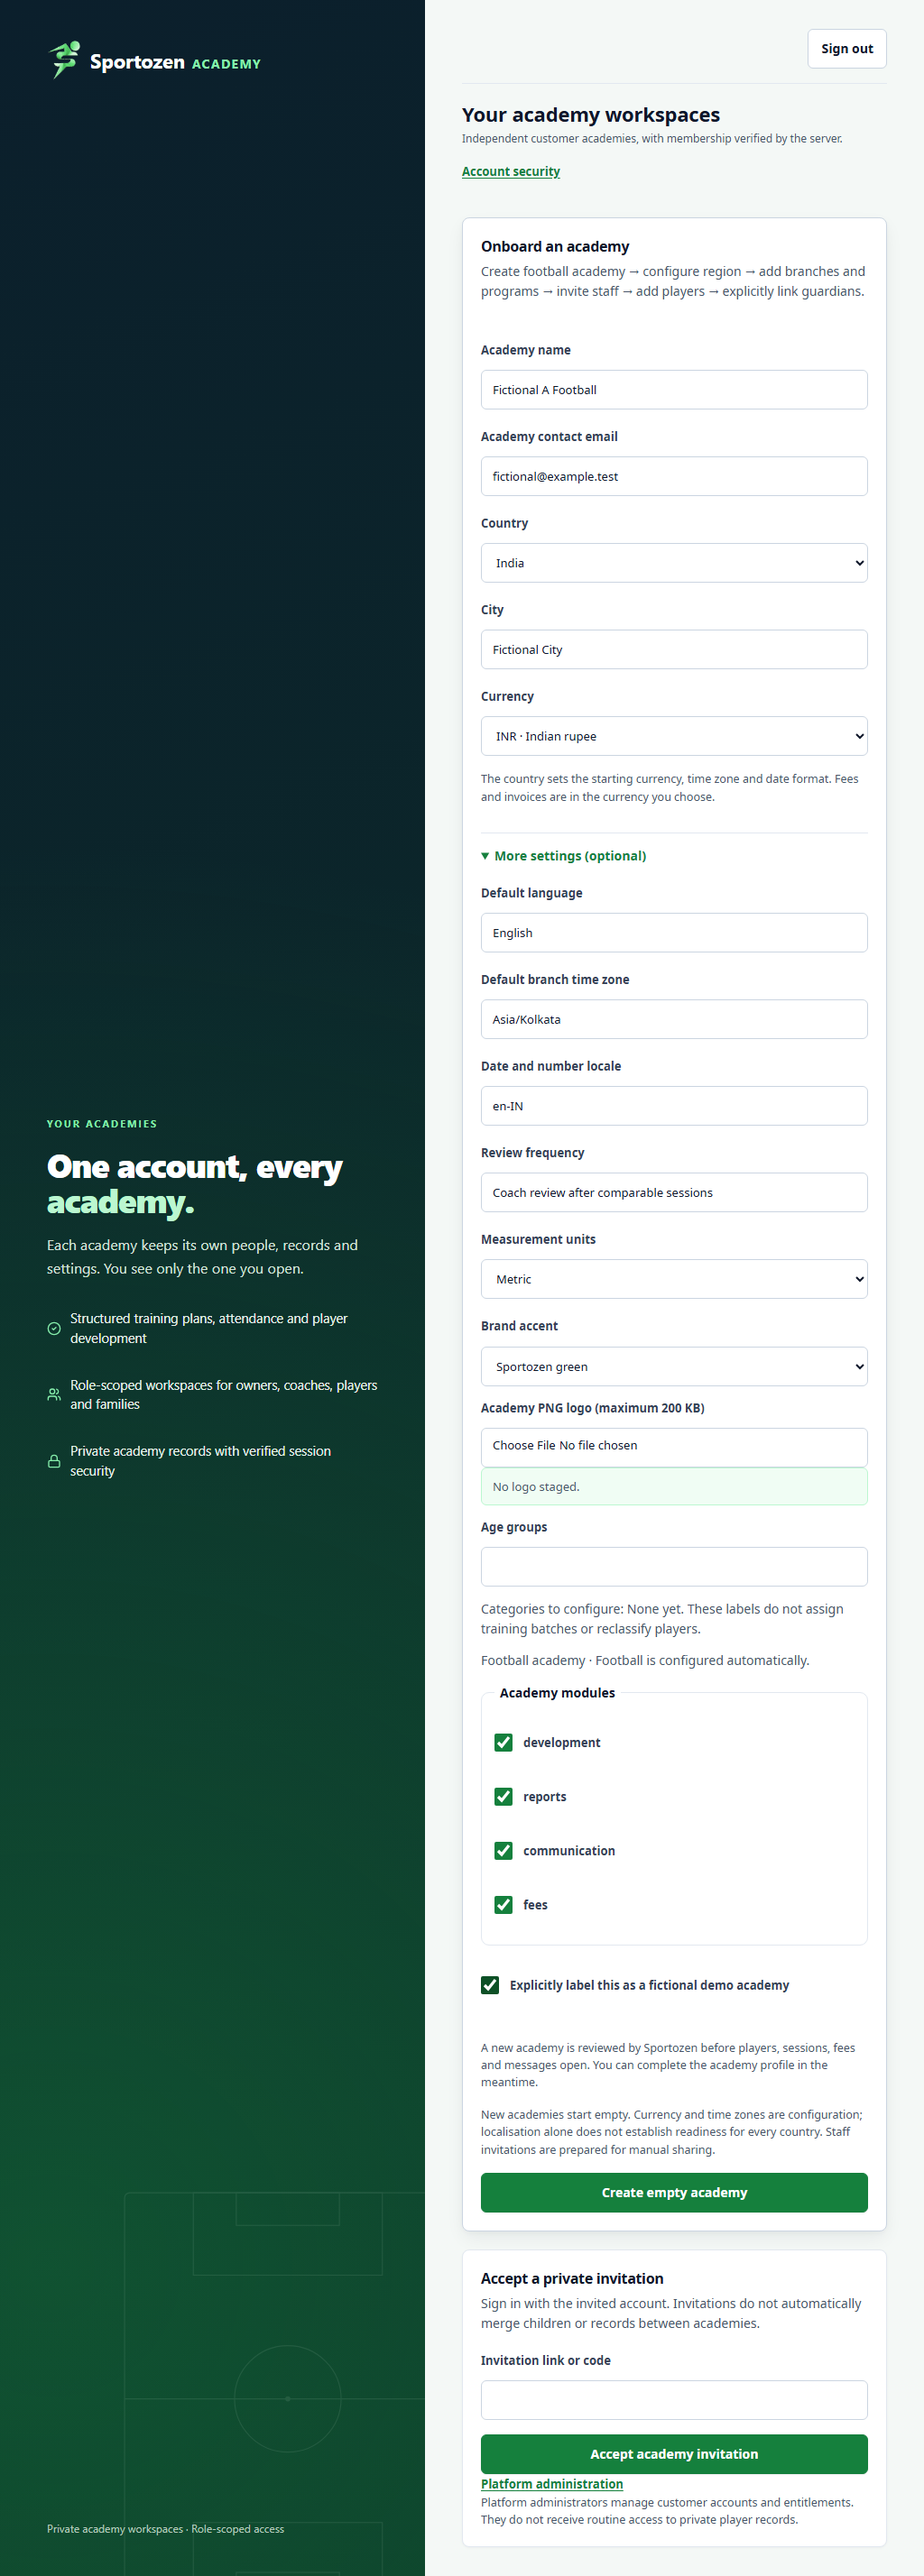 Sportozen ACADEMY
YOUR ACADEMIES
One account, every
academy.
Each academy keeps its own people, records and
settings. You see only the one you open.
Structured training plans, attendance and player
development
Role-scoped workspaces for owners, coaches, players
and families
Private academy records with verified session
security
Private academy workspaces · Role-scoped access
Sign out
Your academy workspaces
Independent customer academies, with membership verified by the server.
Account security
Onboard an academy
Create football academy → configure region → add branches and
programs → invite staff → add players → explicitly link guardians.
Academy name
Fictional A Football
Academy contact email
fictional@example.test
Country
India
City
Fictional City
Currency
INR · Indian rupee
The country sets the starting currency, time zone and date format. Fees
and invoices are in the currency you choose.
▼ More settings (optional)
Default language
English
Default branch time zone
Asia/Kolkata
Date and number locale
en-IN
Review frequency
Coach review after comparable sessions
Measurement units
Metric
Brand accent
Sportozen green
Academy PNG logo (maximum 200 KB)
Choose File No file chosen
No logo staged.
Age groups
Categories to configure: None yet. These labels do not assign
training batches or reclassify players.
Football academy · Football is configured automatically.
Academy modules
development
reports
communication
fees
Explicitly label this as a fictional demo academy
A new academy is reviewed by Sportozen before players, sessions, fees
and messages open. You can complete the academy profile in the
meantime.
New academies start empty. Currency and time zones are configuration;
localisation alone does not establish readiness for every country. Staff
invitations are prepared for manual sharing.
Create empty academy
Accept a private invitation
Sign in with the invited account. Invitations do not automatically
merge children or records between academies.
Invitation link or code
Accept academy invitation
Platform administration
Platform administrators manage customer accounts and entitlements.
They do not receive routine access to private player records.